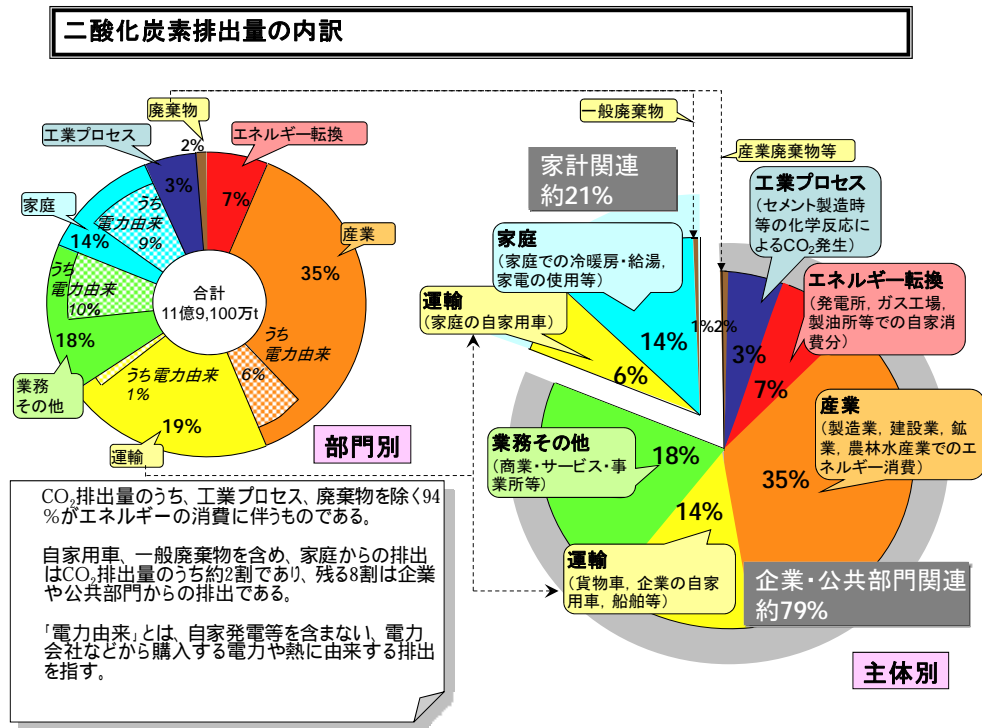 二酸化炭素排出量の内訳
廃棄物
2%
工業プロセス
3%
エネルギー転換
7%
家庭
14%
うち
電力由来
9%
産業
35%
うち
電力由来
6%
合計
11億9,100万t
うち
電力由来
10%
18%
業務
その他
うち電力由来
1%
19%
運輸
部門別
CO₂排出量のうち、工業プロセス、廃棄物を除く94
%がエネルギーの消費に伴うものである。
自家用車、一般廃棄物を含め、家庭からの排出
はCO₂排出量のうち約2割であり、残る8割は企業
や公共部門からの排出である。
「電力由来」とは、自家発電等を含まない、電力
会社などから購入する電力や熱に由来する排出
を指す。
一般廃棄物
産業廃棄物等
家計関連
約21%
家庭
(家庭での冷暖房・給湯,
家電の使用等)
14%
運輸
(家庭の自家用車)
6%
1%
2%
工業プロセス
(セメント製造時
等の化学反応に
よるCO₂発生)
3%
エネルギー転換
(発電所, ガス工場,
製油所等での自家消
費分)
7%
産業
(製造業, 建設業, 鉱
業, 農林水産業でのエ
ネルギー消費)
35%
業務その他
(商業・サービス・事
業所等)
18%
14%
運輸
(貨物車, 企業の自家
用車, 船舶等)
企業・公共部門関連
約79%
主体別